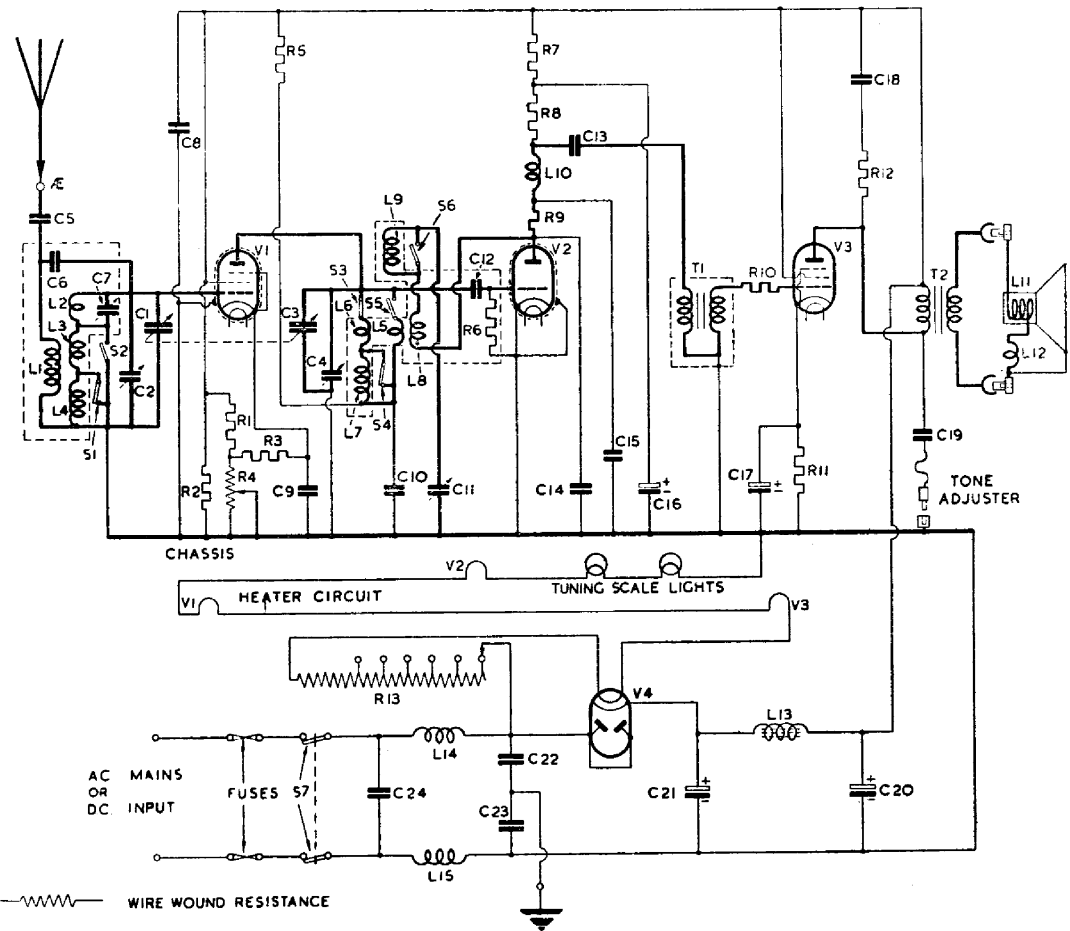 R5
R7
C18
C8
R8
C13
Æ
L10
R12
C5
L9
S6
R9
V1
V2
V3
C6
C7
S3
C12
T1
R10
T2
L11
L2
C1
C3
L6
S5
L3
S2
L5
R6
L12
L1
C4
L8
C2
L4
L7
S4
S1
R1
R3
C15
C19
R4
C10
C11
C17
R11
R2
C9
C14
C16
TONE
ADJUSTER
+
−
+
−
CHASSIS
V2
TUNING SCALE LIGHTS
V1
HEATER CIRCUIT
V3
R13
V4
L13
L14
C22
AC MAINS
OR
DC. INPUT
FUSES
S7
C24
C21
+
−
C20
+
−
C23
L15
WIRE WOUND RESISTANCE